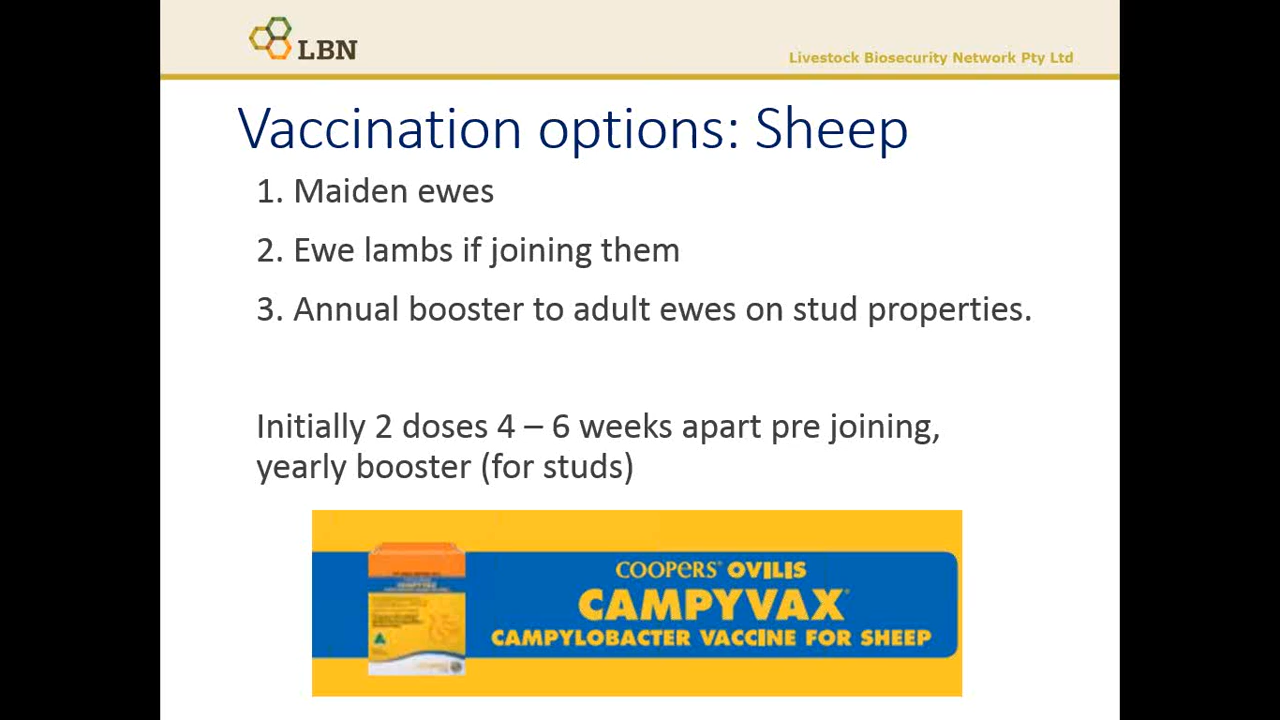 LBN
Livestock Biosecurity Network Pty Ltd
Vaccination options: Sheep
1. Maiden ewes
2. Ewe lambs if joining them
3. Annual booster to adult ewes on stud properties.
Initially 2 doses 4 – 6 weeks apart pre joining,
yearly booster (for studs)
COOPERS® OVILIS
CAMPYVAX®
CAMPYLOBACTER VACCINE FOR SHEEP